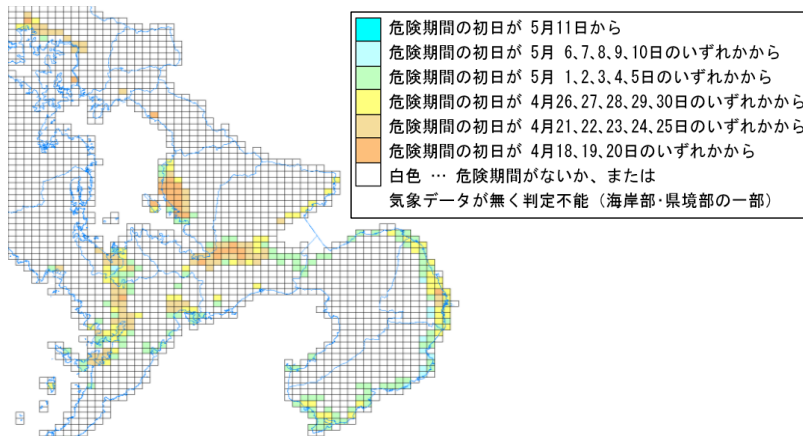 危険期間の初日が 5月11日から
危険期間の初日が 5月 6、7、8、9、10日のいずれかから
危険期間の初日が 5月 1、2、3、4、5日のいずれかから
危険期間の初日が 4月26、27、28、29、30日のいずれかから
危険期間の初日が 4月21、22、23、24、25日のいずれかから
危険期間の初日が 4月18、19、20日のいずれかから
白色 … 危険期間がないか、または
気象データが無く判定不能（海岸部・県境部の一部）